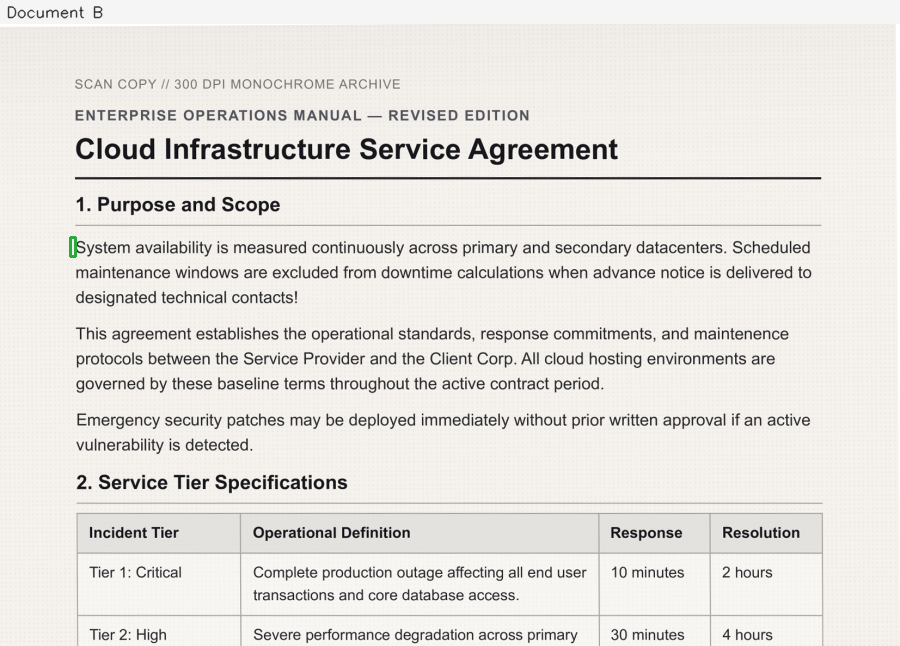 Document B
SCAN COPY // 300 DPI MONOCHROME ARCHIVE
ENTERPRISE OPERATIONS MANUAL — REVISED EDITION
Cloud Infrastructure Service Agreement
1. Purpose and Scope
System availability is measured continuously across primary and secondary datacenters. Scheduled
maintenance windows are excluded from downtime calculations when advance notice is delivered to
designated technical contacts!
This agreement establishes the operational standards, response commitments, and maintenence
protocols between the Service Provider and the Client Corp. All cloud hosting environments are
governed by these baseline terms throughout the active contract period.
Emergency security patches may be deployed immediately without prior written approval if an active
vulnerability is detected.
2. Service Tier Specifications
Incident Tier Operational Definition Response Resolution
Tier 1: Critical Complete production outage affecting all end user 10 minutes 2 hours
transactions and core database access.
Tier 2: High Severe performance degradation across primary 30 minutes 4 hours